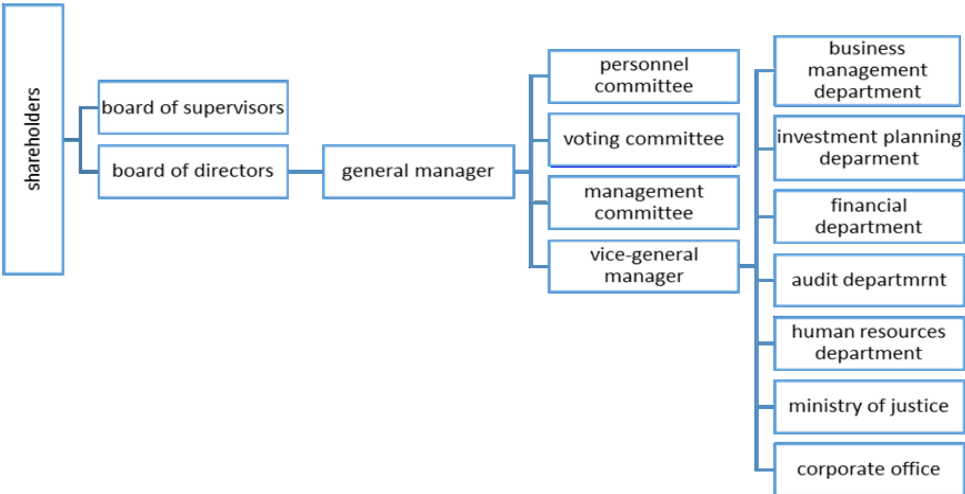 shareholders
board of supervisors
board of directors
general manager
personnel
committee
voting committee
management
committee
vice-general
manager
business
management
department
investment planning
deparment
financial
department
audit departmrnt
human resources
department
ministry of justice
corporate office